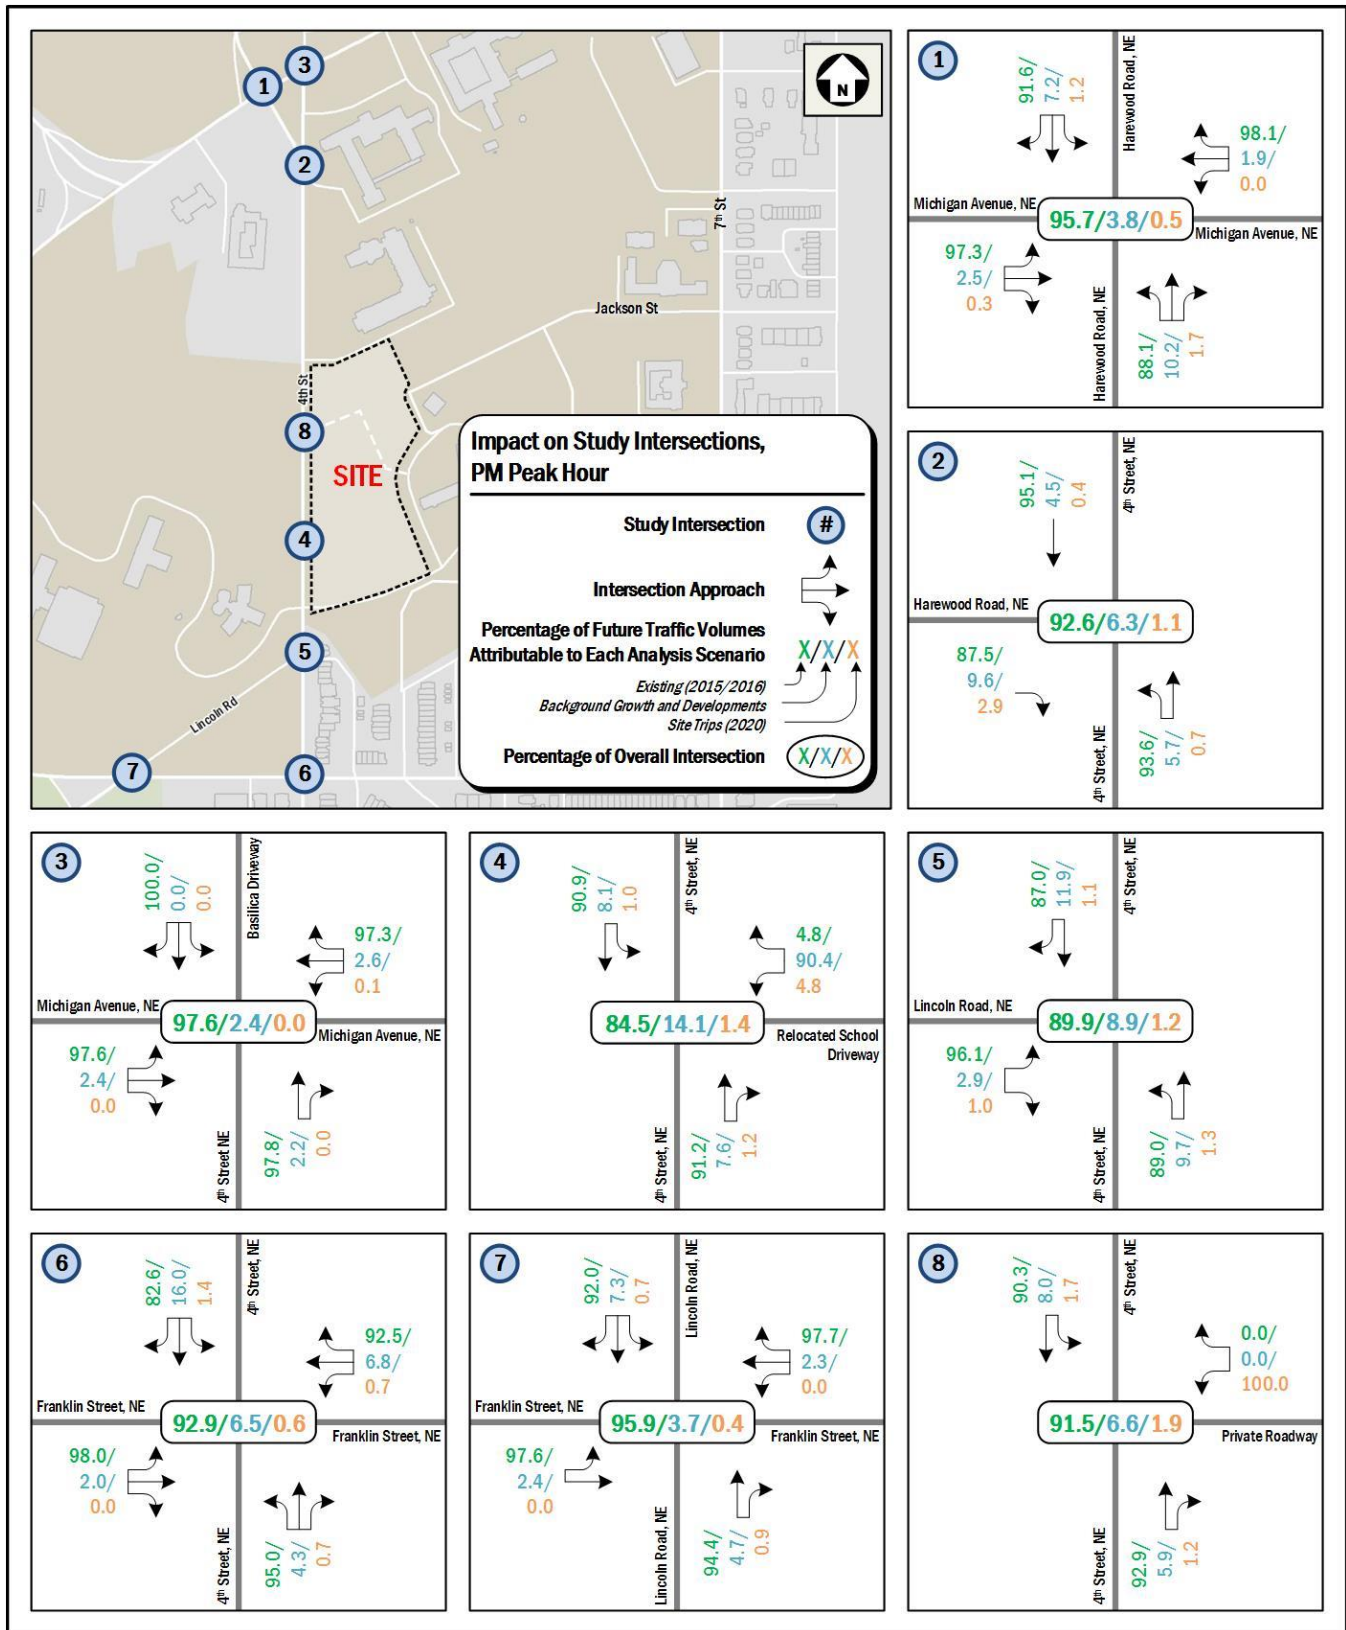 3
1
2
N
7th St
Jackson St
4th St
8
SITE
4
5
Lincoln Rd
7
6
Impact on Study Intersections,
PM Peak Hour
Study Intersection
#
Intersection Approach
Percentage of Future Traffic Volumes
Attributable to Each Analysis Scenario
X/X/X
Existing (2015/2016)
Background Growth and Developments
Site Trips (2020)
Percentage of Overall Intersection
X/X/X
1
91.6/
7.2/
1.2
Harewood Road, NE
98.1/
1.9/
0.0
Michigan Avenue, NE
95.7/3.8/0.5
Michigan Avenue, NE
97.3/
2.5/
0.3
Harewood Road, NE
88.1/
10.2/
1.7
2
95.1/
4.5/
0.4
4th Street, NE
Harewood Road, NE
92.6/6.3/1.1
87.5/
9.6/
2.9
4th Street, NE
93.6/
5.7/
0.7
3
100.0/
0.0/
0.0
Basilica Driveway
97.3/
2.6/
0.1
Michigan Avenue, NE
97.6/2.4/0.0
Michigan Avenue, NE
97.6/
2.4/
0.0
4th Street NE
97.8/
2.2/
0.0
4
90.9/
8.1/
1.0
4th Street, NE
4.8/
90.4/
4.8
84.5/14.1/1.4
Relocated School
Driveway
4th Street, NE
91.2/
7.6/
1.2
5
87.0/
11.9/
1.1
4th Street, NE
Lincoln Road, NE
89.9/8.9/1.2
96.1/
2.9/
1.0
4th Street, NE
89.0/
9.7/
1.3
6
82.6/
16.0/
1.4
4th Street, NE
92.5/
6.8/
0.7
Franklin Street, NE
92.9/6.5/0.6
Franklin Street, NE
98.0/
2.0/
0.0
4th Street, NE
95.0/
4.3/
0.7
7
92.0/
7.3/
0.7
Lincoln Road, NE
97.7/
2.3/
0.0
Franklin Street, NE
95.9/3.7/0.4
Franklin Street, NE
97.6/
2.4/
0.0
Lincoln Road, NE
94.4/
4.7/
0.9
8
90.3/
8.0/
1.7
4th Street, NE
0.0/
0.0/
100.0
91.5/6.6/1.9
Private Roadway
4th Street, NE
92.9/
5.9/
1.2